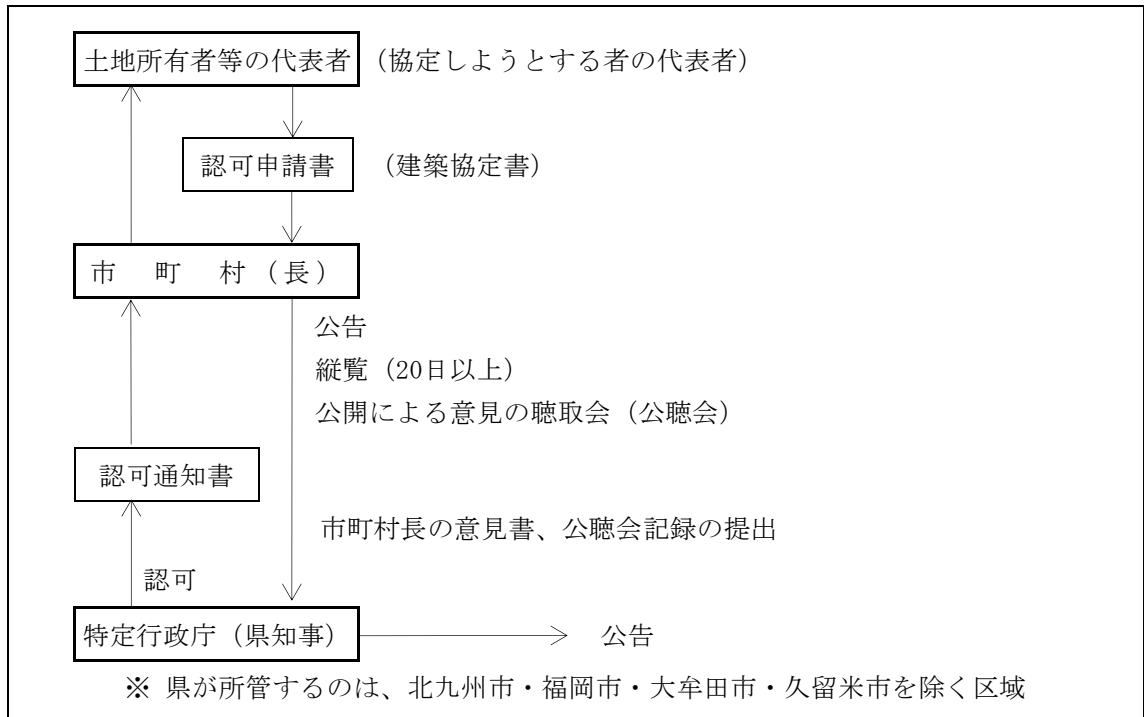 土地所有者等の代表者 (協定しようとする者の代表者)
認可申請書 (建築協定書)
市 町 村(長)
公告
縦覧(20日以上)
公開による意見の聴取会(公聴会)
認可通知書
市町村長の意見書、公聴会記録の提出
認可
特定行政庁(県知事) 公告
※ 県が所管するのは、北九州市・福岡市・大牟田市・久留米市を除く区域